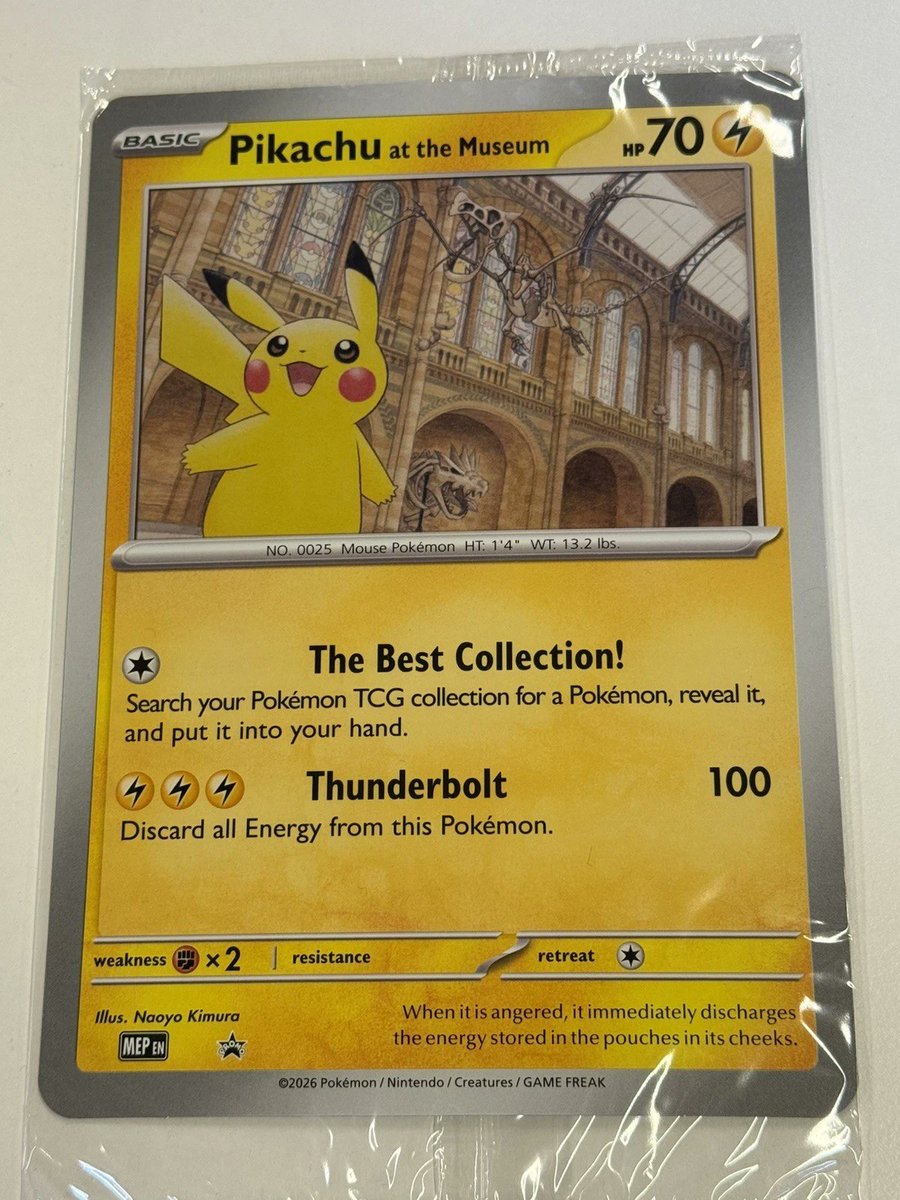 BASIC Pikachu at the Museum HP 70
NO. 0025 Mouse Pokémon HT: 1'4" WT: 13.2 lbs.
The Best Collection!
Search your Pokémon TCG collection for a Pokémon, reveal it,
and put it into your hand.
Thunderbolt 100
Discard all Energy from this Pokémon.
weakness ×2 resistance retreat
Illus. Naoyo Kimura
When it is angered, it immediately discharges
the energy stored in the pouches in its cheeks.
MEP EN PROMO
©2026 Pokémon / Nintendo / Creatures / GAME FREAK